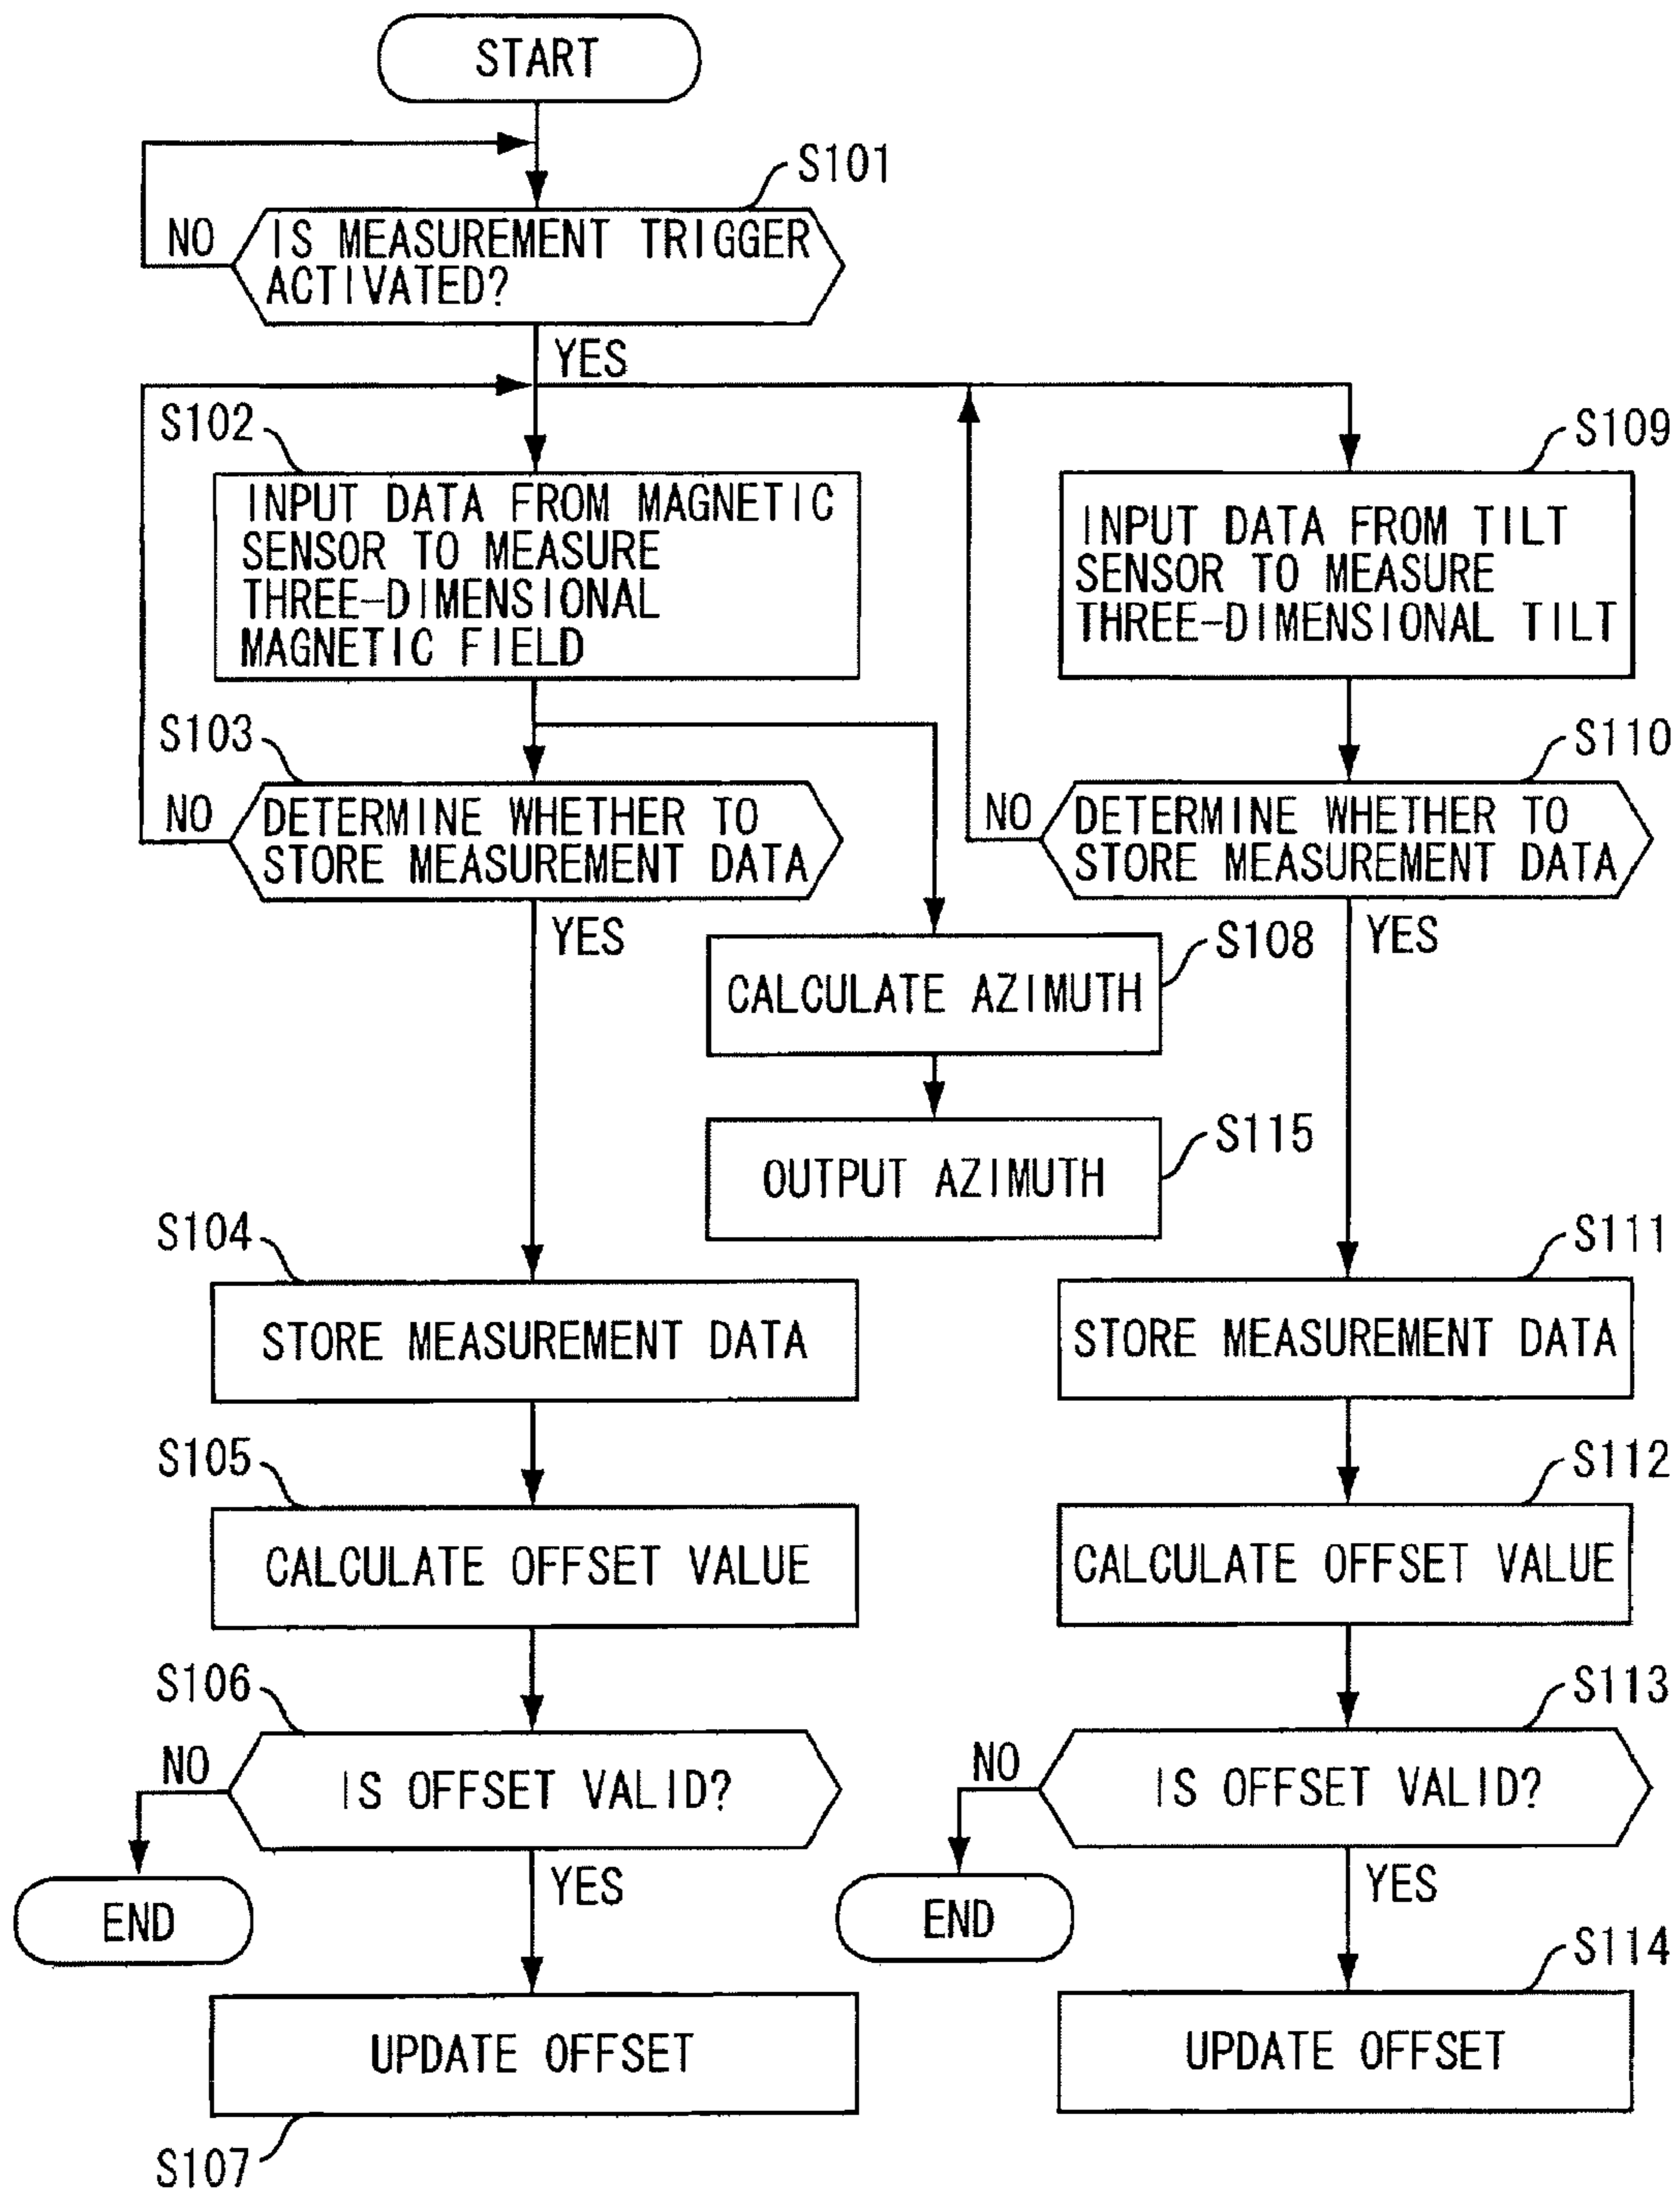 START
S101
NO
IS MEASUREMENT TRIGGER
ACTIVATED?
YES
S102
INPUT DATA FROM MAGNETIC
SENSOR TO MEASURE
THREE-DIMENSIONAL
MAGNETIC FIELD
S109
INPUT DATA FROM TILT
SENSOR TO MEASURE
THREE-DIMENSIONAL TILT
S103
NO
DETERMINE WHETHER TO
STORE MEASUREMENT DATA
YES
S110
NO
DETERMINE WHETHER TO
STORE MEASUREMENT DATA
YES
S108
CALCULATE AZIMUTH
S115
OUTPUT AZIMUTH
S104
STORE MEASUREMENT DATA
S111
STORE MEASUREMENT DATA
S105
CALCULATE OFFSET VALUE
S112
CALCULATE OFFSET VALUE
S106
NO
IS OFFSET VALID?
YES
END
S113
NO
IS OFFSET VALID?
YES
END
S114
UPDATE OFFSET
UPDATE OFFSET
S107